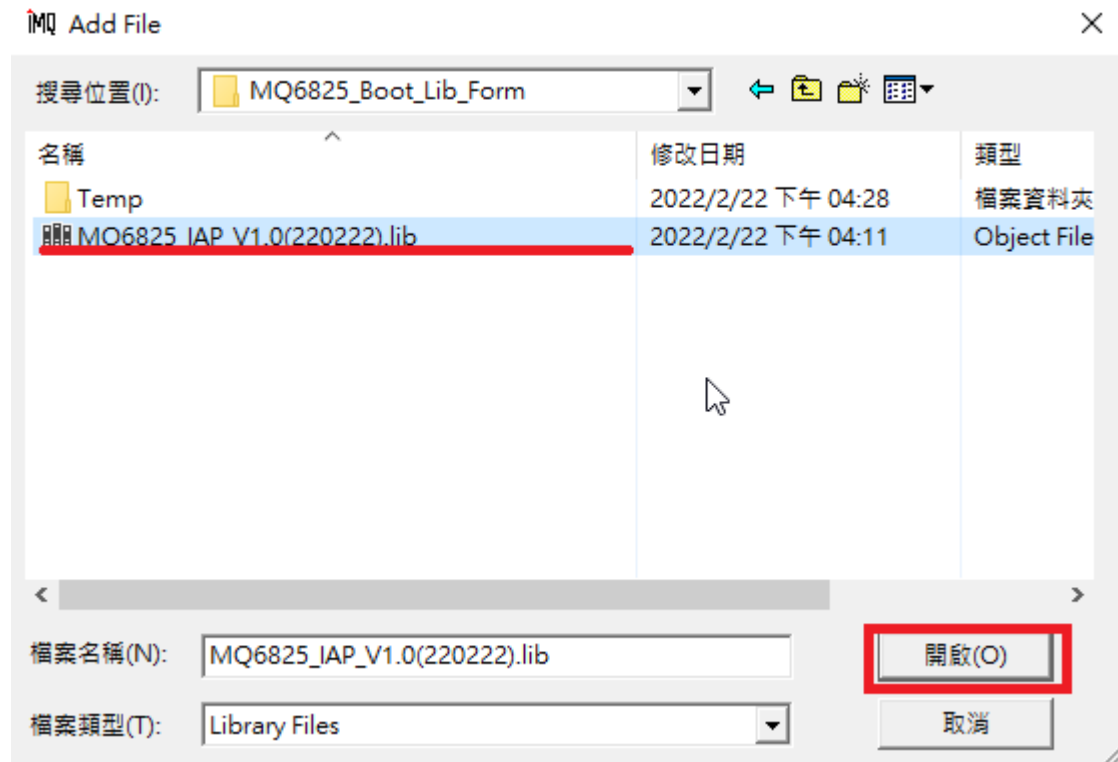 iMQ Add File
搜尋位置(I): MQ6825_Boot_Lib_Form
名稱 修改日期 類型
Temp 2022/2/22 下午 04:28 檔案資料夾
MQ6825_IAP_V1.0(220222).lib 2022/2/22 下午 04:11 Object File
檔案名稱(N): MQ6825_IAP_V1.0(220222).lib 開啟(O)
檔案類型(T): Library Files 取消